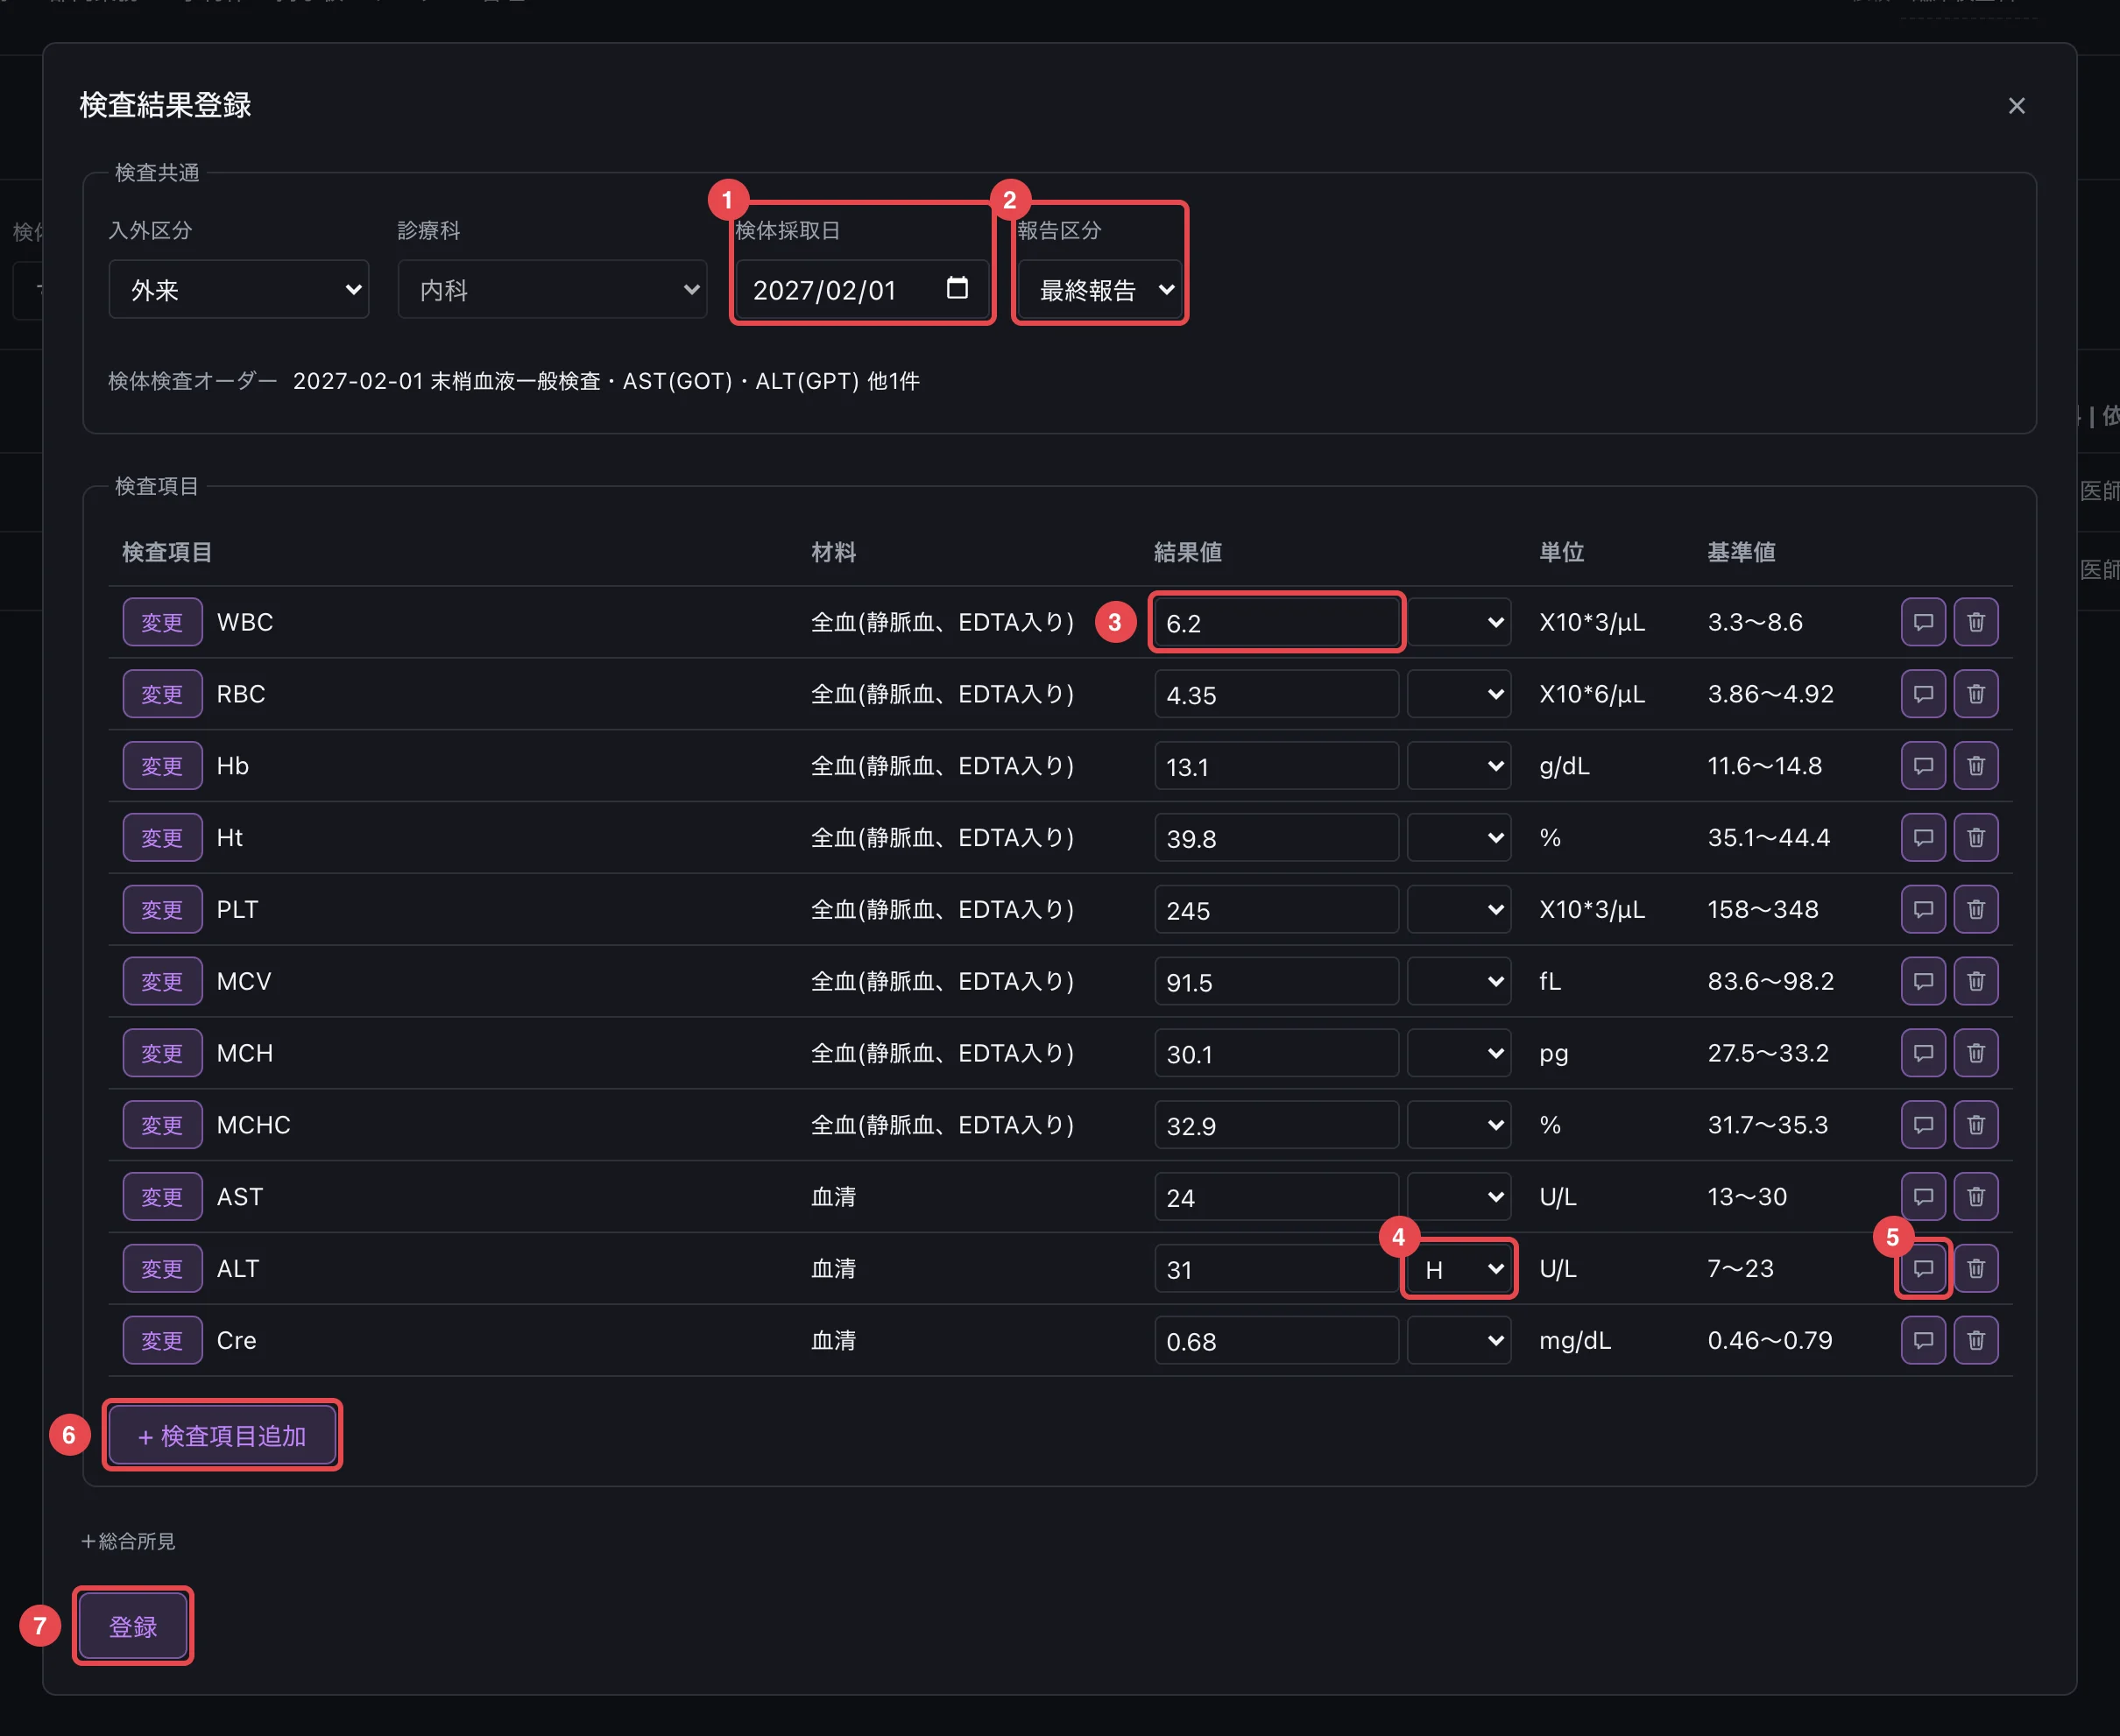 検査結果登録 ×
検査共通
1 2
入外区分 診療科 検体採取日 報告区分
外来 内科 2027/02/01 最終報告
検体検査オーダー 2027-02-01 末梢血液一般検査・AST(GOT)・ALT(GPT) 他1件
検査項目
検査項目 材料 結果値 単位 基準値
変更 WBC 全血(静脈血、EDTA入り) 3 6.2 X10*3/μL 3.3〜8.6
変更 RBC 全血(静脈血、EDTA入り) 4.35 X10*6/μL 3.86〜4.92
変更 Hb 全血(静脈血、EDTA入り) 13.1 g/dL 11.6〜14.8
変更 Ht 全血(静脈血、EDTA入り) 39.8 % 35.1〜44.4
変更 PLT 全血(静脈血、EDTA入り) 245 X10*3/μL 158〜348
変更 MCV 全血(静脈血、EDTA入り) 91.5 fL 83.6〜98.2
変更 MCH 全血(静脈血、EDTA入り) 30.1 pg 27.5〜33.2
変更 MCHC 全血(静脈血、EDTA入り) 32.9 % 31.7〜35.3
変更 AST 血清 24 U/L 13〜30
4 5
変更 ALT 血清 31 H U/L 7〜23
変更 Cre 血清 0.68 mg/dL 0.46〜0.79
6 + 検査項目追加
+総合所見
7 登録
検体
依
医師
医師